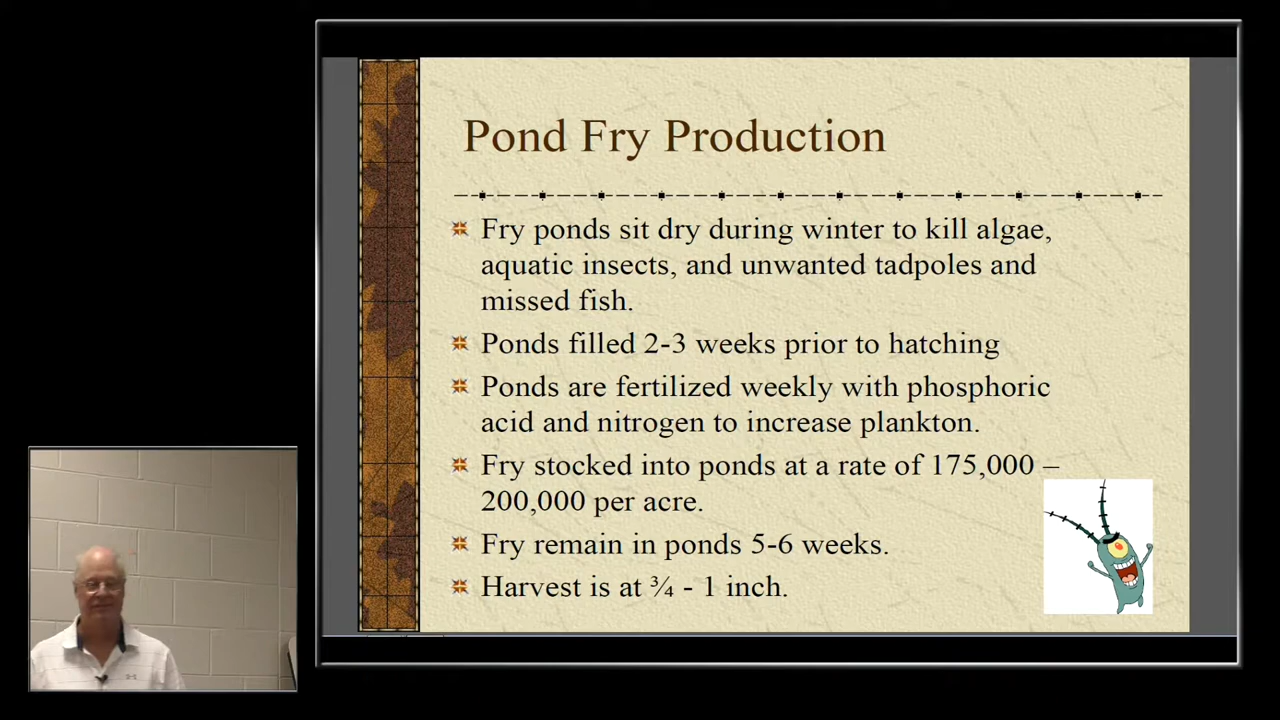 Pond Fry Production
Fry ponds sit dry during winter to kill algae,
aquatic insects, and unwanted tadpoles and
missed fish.
Ponds filled 2-3 weeks prior to hatching
Ponds are fertilized weekly with phosphoric
acid and nitrogen to increase plankton.
Fry stocked into ponds at a rate of 175,000 –
200,000 per acre.
Fry remain in ponds 5-6 weeks.
Harvest is at ¾ - 1 inch.